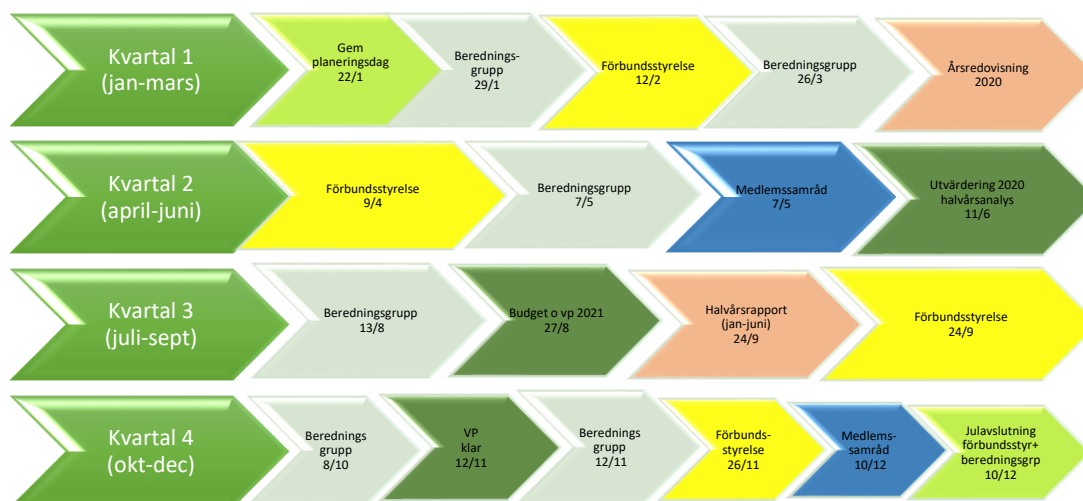 Kvartal 1
(jan-mars)
Gem
planeringsdag
22/1
Berednings-
grupp
29/1
Förbundsstyrelse
12/2
Beredningsgrupp
26/3
Årsredovisning
2020
Kvartal 2
(april-juni)
Förbundsstyrelse
9/4
Beredningsgrupp
7/5
Medlemssamråd
7/5
Utvärdering 2020
halvårsanalys
11/6
Kvartal 3
(juli-sept)
Beredningsgrupp
13/8
Budget o vp 2021
27/8
Halvårsrapport
(jan-juni)
24/9
Förbundsstyrelse
24/9
Kvartal 4
(okt-dec)
Berednings
grupp
8/10
VP
klar
12/11
Berednings
grupp
12/11
Förbunds-
styrelse
26/11
Medlems-
samråd
10/12
Julavslutning
förbundsstyr+
beredningsgrp
10/12